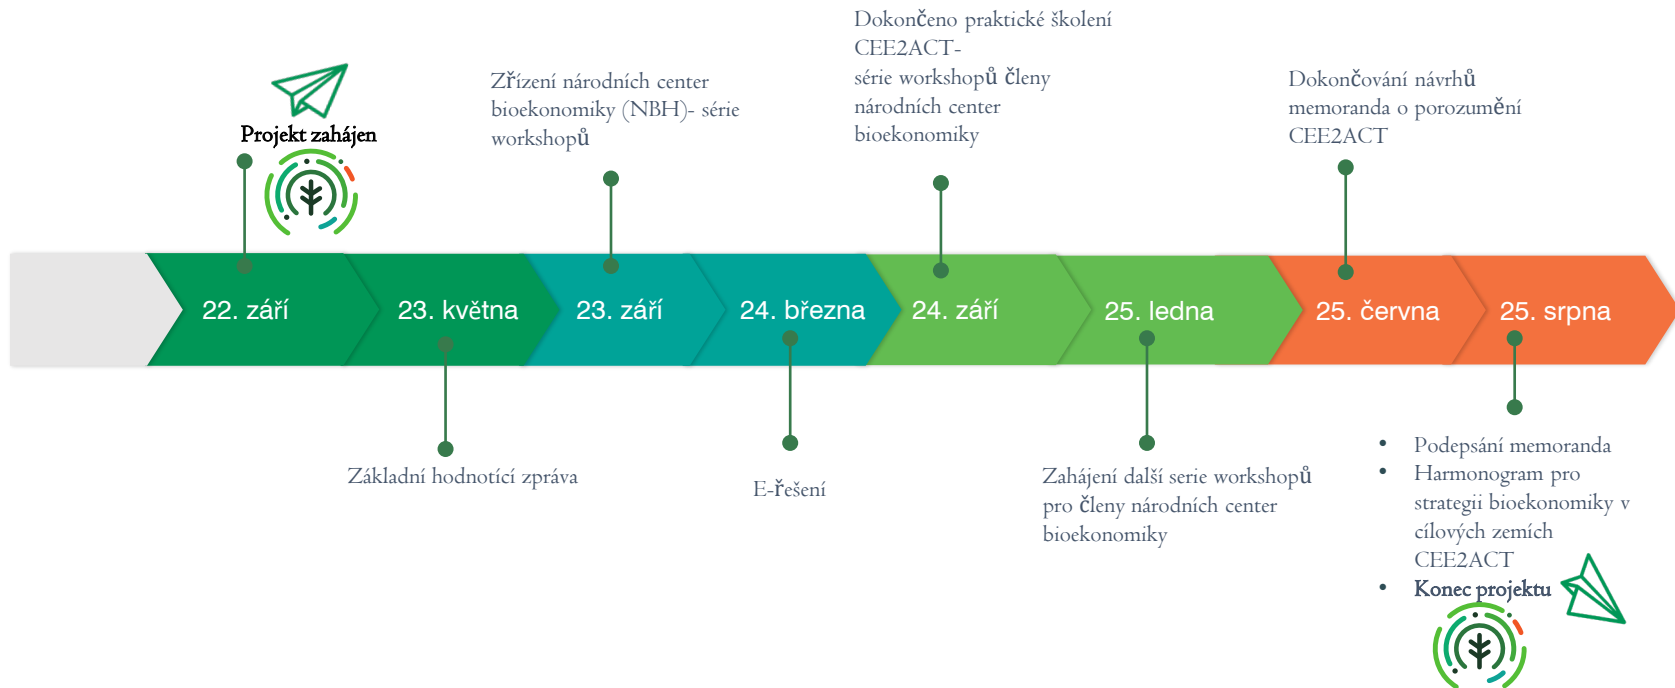 Projekt zahájen
Zřízení národních center
bioekonomiky (NBH)- série
workshopů
Dokončeno praktické školení
CEE2ACT-
série workshopů členy
národních center
bioekonomiky
Dokončování návrhů
memoranda o porozumění
CEE2ACT
22. září
23. května
23. září
24. března
24. září
25. ledna
25. června
25. srpna
Základní hodnotící zpráva
E-řešení
Zahájení další serie workshopů
pro členy národních center
bioekonomiky
• Podepsání memoranda
• Harmonogram pro
strategii bioekonomiky v
cílových zemích
CEE2ACT
• Konec projektu